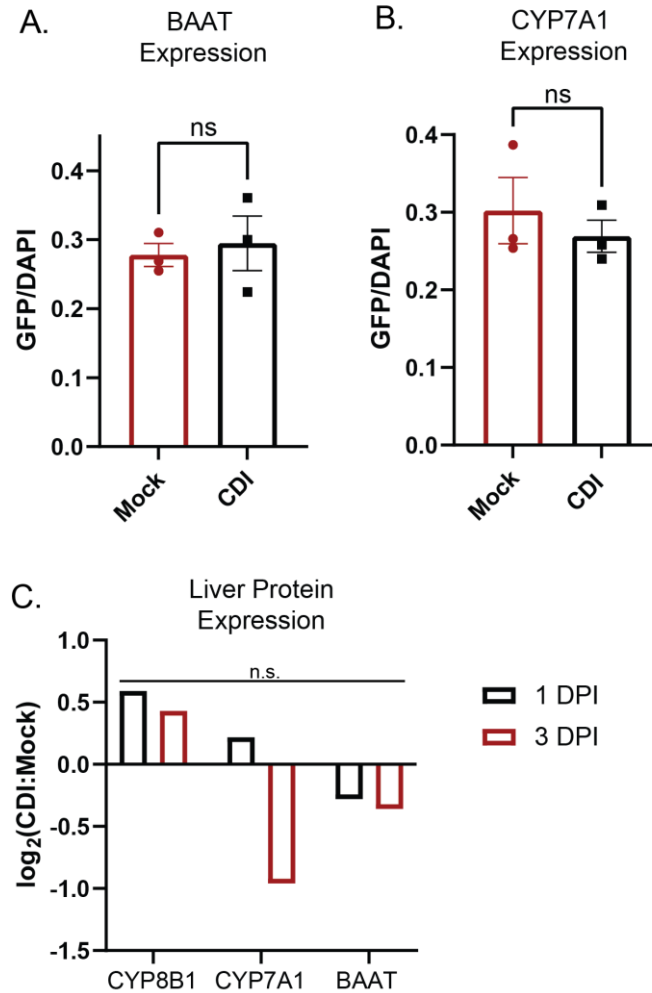 A.
BAAT
Expression
ns
GFP/DAPI
0.4
0.3
0.2
0.1
0.0
Mock
CDI
B.
CYP7A1
Expression
ns
GFP/DAPI
0.4
0.3
0.2
0.1
0.0
Mock
CDI
C.
Liver Protein
Expression
n.s.
log₂(CDI:Mock)
1.0
0.5
0.0
-0.5
-1.0
-1.5
CYP8B1
CYP7A1
BAAT
1 DPI
3 DPI